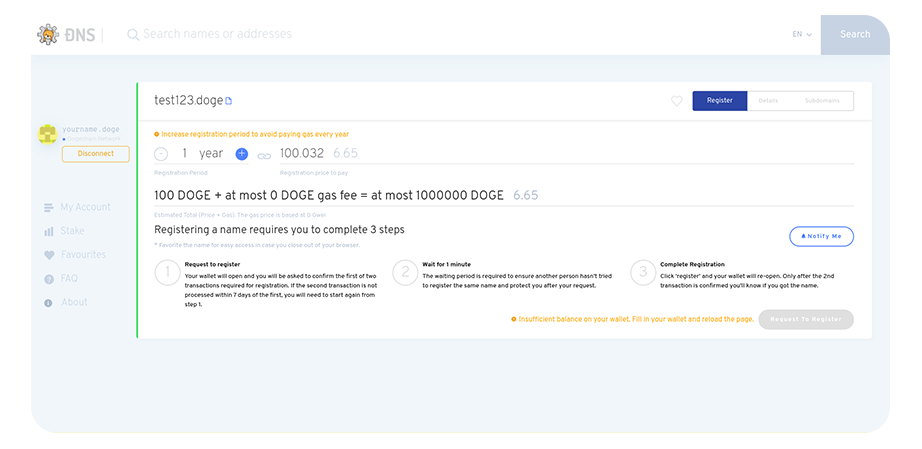 ÐNS
Search names or addresses
EN
Search
test123.doge
Register
Details
Subdomains
yourname.doge
Dogechain Network
Disconnect
Increase registration period to avoid paying gas every year
- 1 year + 100.032 6.65
Registration Period
Registration price to pay
100 DOGE + at most 0 DOGE gas fee = at most 1000000 DOGE 6.65
Estimated Total (Price + Gas). The gas price is based at 0 Gwei
My Account
Stake
Favourites
FAQ
About
Registering a name requires you to complete 3 steps
* Favorite the name for easy access in case you close out of your browser.
Notify Me
1
Request to register
Your wallet will open and you will be asked to confirm the first of two
transactions required for registration. If the second transaction is not
processed within 7 days of the first, you will need to start again from
step 1.
2
Wait for 1 minute
The waiting period is required to ensure another person hasn't tried
to register the same name and protect you after your request.
3
Complete Registration
Click 'register' and your wallet will re-open. Only after the 2nd
transaction is confirmed you'll know if you got the name.
Insufficient balance on your wallet. Fill in your wallet and reload the page.
Request To Register